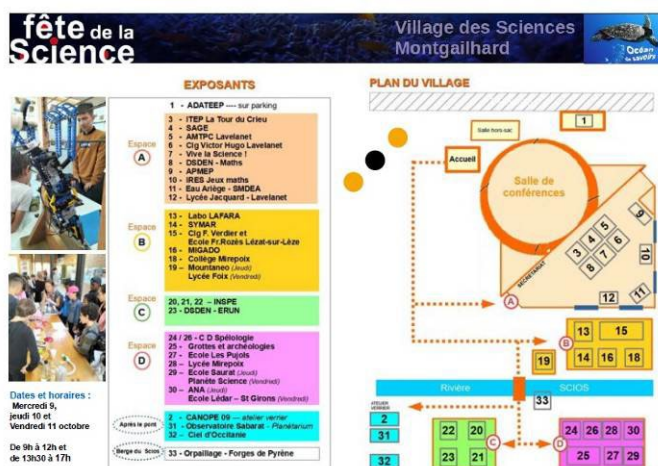 fête de la
Science
Village des Sciences
Montgailhard
Océan
de savoirs
EXPOSANTS
1 - ADATEEP ---- sur parking
Espace
A
3 - ITEP La Tour du Crieu
4 - SAGE
5 - AMTPC Lavelanet
6 - Clg Victor Hugo Lavelanet
7 - Vive la Science !
8 - DSDEN - Maths
9 - APMEP
10 - IRES Jeux maths
11 - Eau Ariège - SMDEA
12 - Lycée Jacquard - Lavelanet
Espace
B
13 - Labo LAFARA
14 - SYMAR
15 - Clg F. Verdier et
Ecole Fr.Rozès Lézat-sur-Lèze
16 - MIGADO
18 - Collège Mirepoix
19 – Mountaneo (Jeudi)
Lycée Foix (Vendredi)
Espace
C
20, 21, 22 – INSPE
23 - DSDEN - ERUN
Espace
D
24 / 26 - C D Spélologie
25 - Grottes et archéologies
27 - Ecole Les Pujols
28 – Lycée Mirepoix
29 – Ecole Saurat (Jeudi)
Planète Science (Vendredi)
30 – ANA (Jeudi)
Ecole Lédar – St Girons (Vendredi)
Après le pont
2 - CANOPE 09 — atelier verrier
31 - Observatoire Sabarat - Planétarium
32 – Ciel d'Occitanie
Berge du Scios
33 - Orpaillage - Forges de Pyrène
Dates et horaires :
Mercredi 9,
jeudi 10 et
Vendredi 11 octobre
De 9h à 12h et
de 13h30 à 17h
PLAN DU VILLAGE
1
Salle hors-sac
Accueil
Salle de
conférences
SECRETARIAT
3 4 5
8 7 6
9
10
11
12
A
13 15
14 16 18
B
19
Rivière
SCIOS
33
ATELIER
VERRIER
2
31
32
22 20
23 21
C
D
24 26 28 30
25 27 29